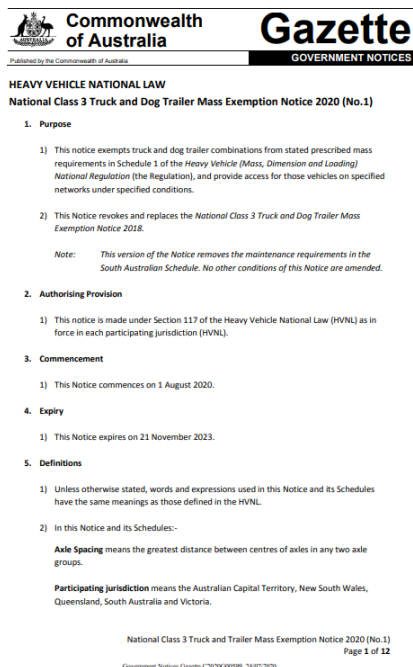 Commonwealth
of Australia
Gazette
Published by the Commonwealth of Australia
GOVERNMENT NOTICES
HEAVY VEHICLE NATIONAL LAW
National Class 3 Truck and Dog Trailer Mass Exemption Notice 2020 (No.1)
1. Purpose
1) This notice exempts truck and dog trailer combinations from stated prescribed mass
requirements in Schedule 1 of the Heavy Vehicle (Mass, Dimension and Loading)
National Regulation (the Regulation), and provide access for those vehicles on specified
networks under specified conditions.
2) This Notice revokes and replaces the National Class 3 Truck and Dog Trailer Mass
Exemption Notice 2018.
Note: This version of the Notice removes the maintenance requirements in the
South Australian Schedule. No other conditions of this Notice are amended.
2. Authorising Provision
1) This notice is made under Section 117 of the Heavy Vehicle National Law (HVNL) as in
force in each participating jurisdiction (HVNL).
3. Commencement
1) This Notice commences on 1 August 2020.
4. Expiry
1) This Notice expires on 21 November 2023.
5. Definitions
1) Unless otherwise stated, words and expressions used in this Notice and its Schedules
have the same meanings as those defined in the HVNL.
2) In this Notice and its Schedules:-
Axle Spacing means the greatest distance between centres of axles in any two axle
groups.
Participating jurisdiction means the Australian Capital Territory, New South Wales,
Queensland, South Australia and Victoria.
National Class 3 Truck and Trailer Mass Exemption Notice 2020 (No.1)
Page 1 of 12
Government Notices Gazette C2020G00599 24/07/2020